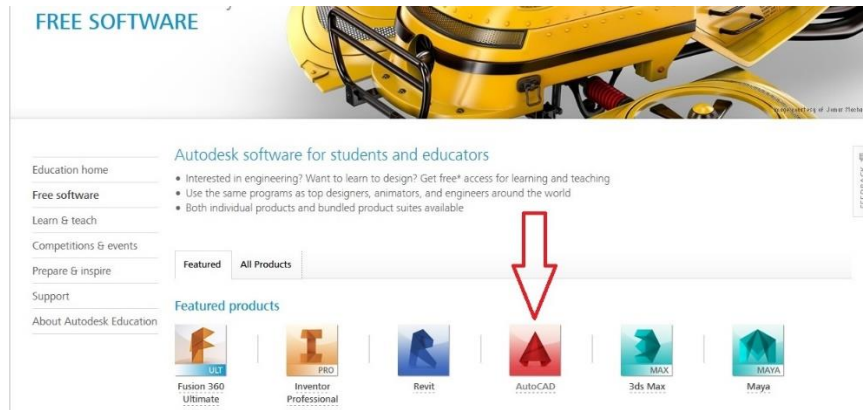 FREE SOFTWARE
Education home
Free software
Learn & teach
Competitions & events
Prepare & inspire
Support
About Autodesk Education
Autodesk software for students and educators
• Interested in engineering? Want to learn to design? Get free* access for learning and teaching
• Use the same programs as top designers, animators, and engineers around the world
• Both individual products and bundled product suites available
Featured
All Products
Featured products
ULT
PRO
MAX
MAYA
Fusion 360
Ultimate
Inventor
Professional
Revit
AutoCAD
3ds Max
Maya
FEEDBACK